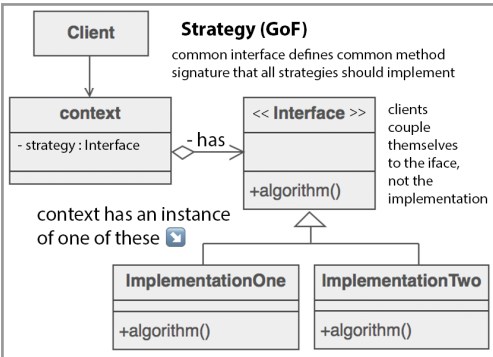 Client
Strategy (GoF)
common interface defines common method
signature that all strategies should implement
context
- strategy : Interface
- has
<< Interface >>
+algorithm()
clients
couple
themselves
to the iface,
not the
implementation
context has an instance
of one of these ↘️
ImplementationOne
+algorithm()
ImplementationTwo
+algorithm()